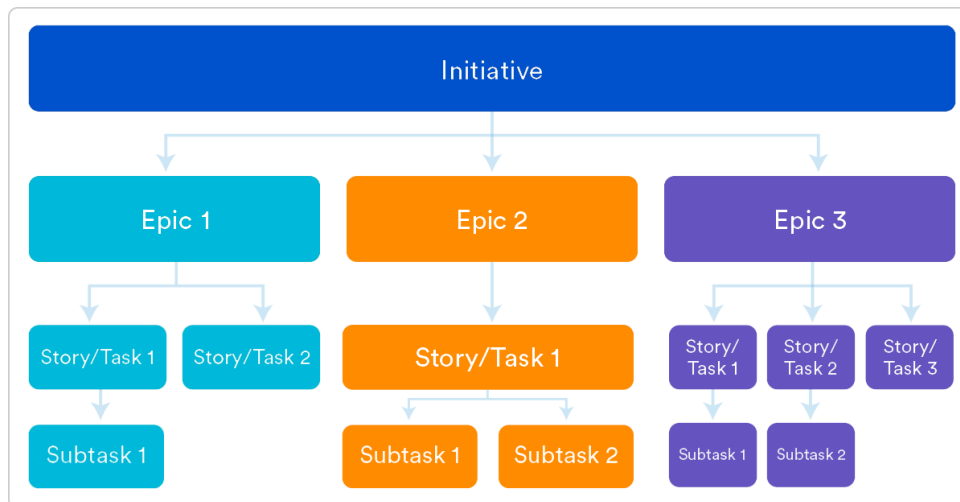 Initiative
Epic 1
Epic 2
Epic 3
Story/Task 1
Story/Task 2
Story/Task 1
Story/
Task 1
Story/
Task 2
Story/
Task 3
Subtask 1
Subtask 1
Subtask 2
Subtask 1
Subtask 2